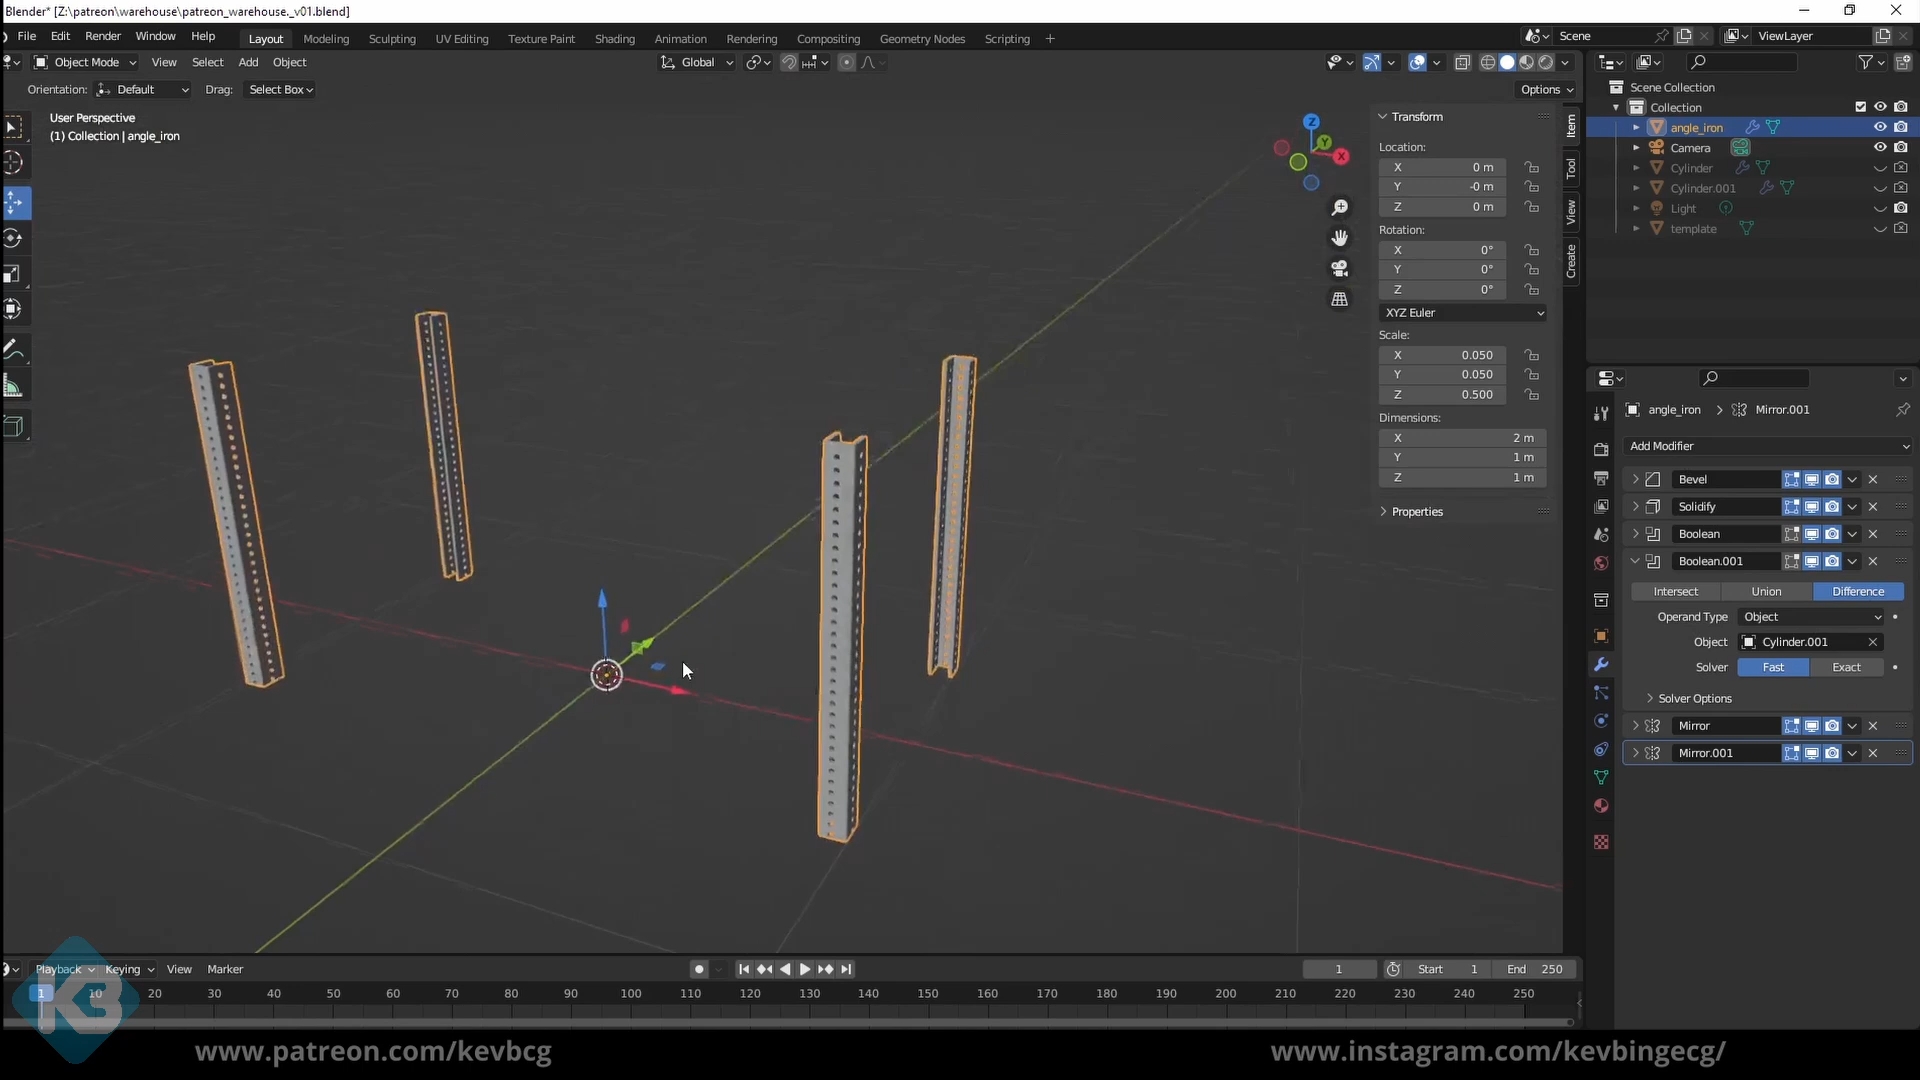 Blender* [Z:\patreon\warehouse\patreon_warehouse._v01.blend]
File Edit Render Window Help Layout Modeling Sculpting UV Editing Texture Paint Shading Animation Rendering Compositing Geometry Nodes Scripting + Scene ViewLayer
Object Mode View Select Add Object Global
Orientation: Default Drag: Select Box Options
User Perspective
(1) Collection | angle_iron
Z
Y
X
Item
Tool
View
Create
Transform
Location:
X 0 m
Y -0 m
Z 0 m
Rotation:
X 0°
Y 0°
Z 0°
XYZ Euler
Scale:
X 0.050
Y 0.050
Z 0.500
Dimensions:
X 2 m
Y 1 m
Z 1 m
Properties
Scene Collection
Collection
angle_iron
Camera
Cylinder
Cylinder.001
Light
template
angle_iron > Mirror.001
Add Modifier
Bevel
Solidify
Boolean
Boolean.001
Intersect Union Difference
Operand Type Object
Object Cylinder.001
Solver Fast Exact
Solver Options
Mirror
Mirror.001
Playback Keying View Marker 1 Start 1 End 250
1 10 20 30 40 50 60 70 80 90 100 110 120 130 140 150 160 170 180 190 200 210 220 230 240 250
KB
www.patreon.com/kevbcg
www.instagram.com/kevbingecg/